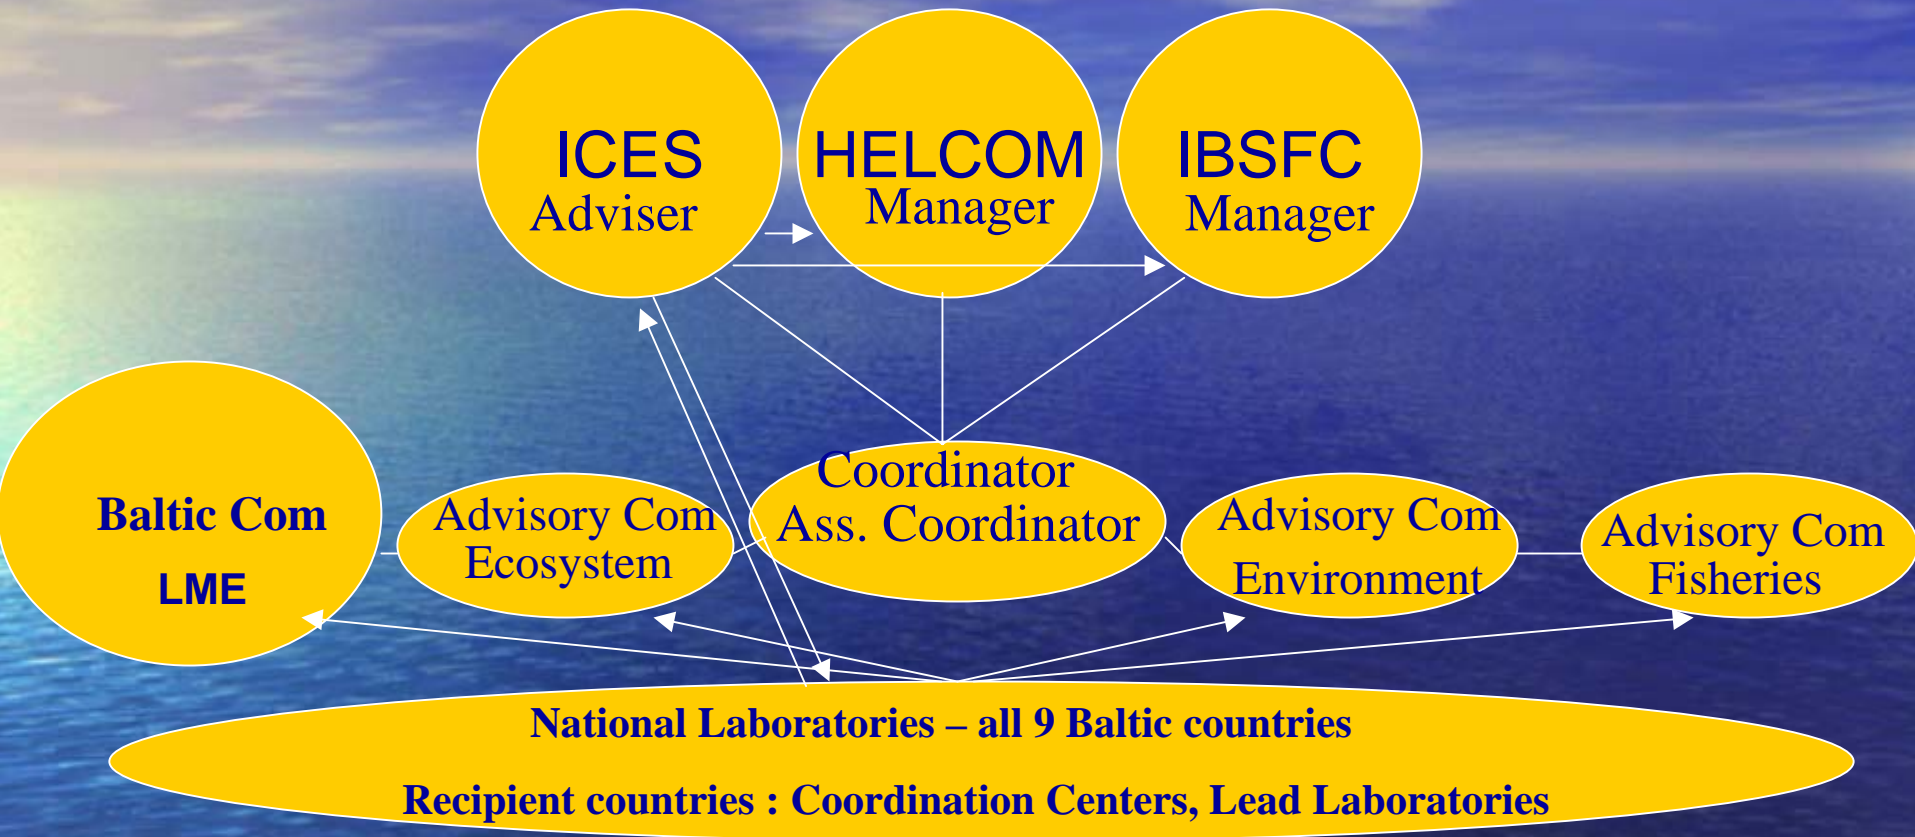 ICES
Adviser
HELCOM
Manager
IBSFC
Manager
Baltic Com
LME
Advisory Com
Ecosystem
Coordinator
Ass. Coordinator
Advisory Com
Environment
Advisory Com
Fisheries
National Laboratories – all 9 Baltic countries
Recipient countries : Coordination Centers, Lead Laboratories